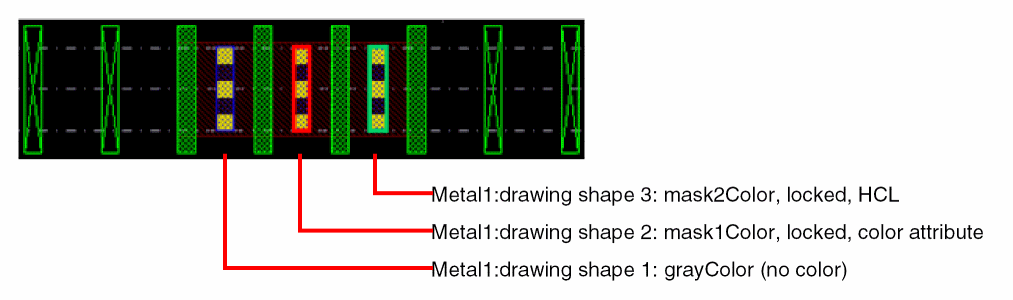 Metal1:drawing shape 3: mask2Color, locked, HCL
Metal1:drawing shape 2: mask1Color, locked, color attribute
Metal1:drawing shape 1: grayColor (no color)